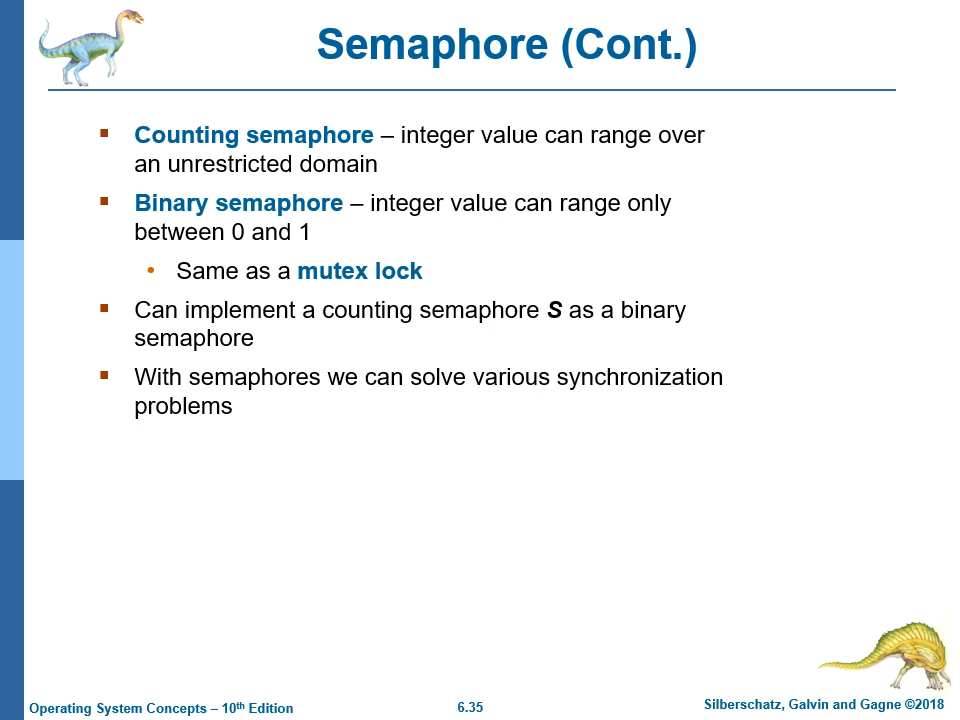 Semaphore (Cont.)
▪ Counting semaphore – integer value can range over
an unrestricted domain
▪ Binary semaphore – integer value can range only
between 0 and 1
• Same as a mutex lock
▪ Can implement a counting semaphore S as a binary
semaphore
▪ With semaphores we can solve various synchronization
problems
Operating System Concepts – 10th Edition
6.35
Silberschatz, Galvin and Gagne ©2018